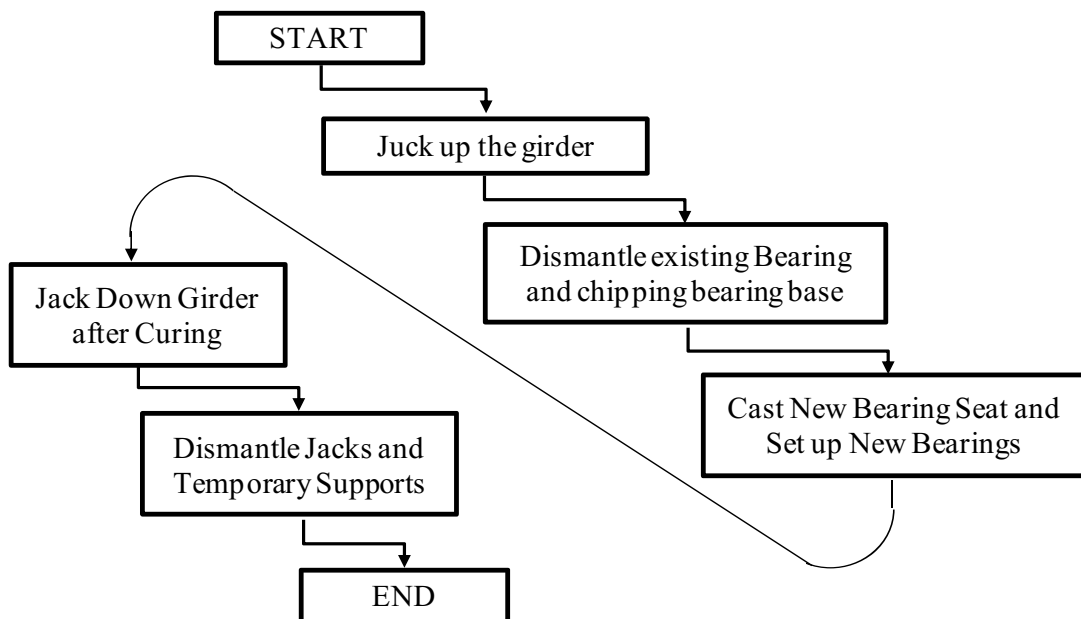 START
Juck up the girder
Dismantle existing Bearing
and chipping bearing base
Cast New Bearing Seat and
Set up New Bearings
Jack Down Girder
after Curing
Dismantle Jacks and
Temporary Supports
END